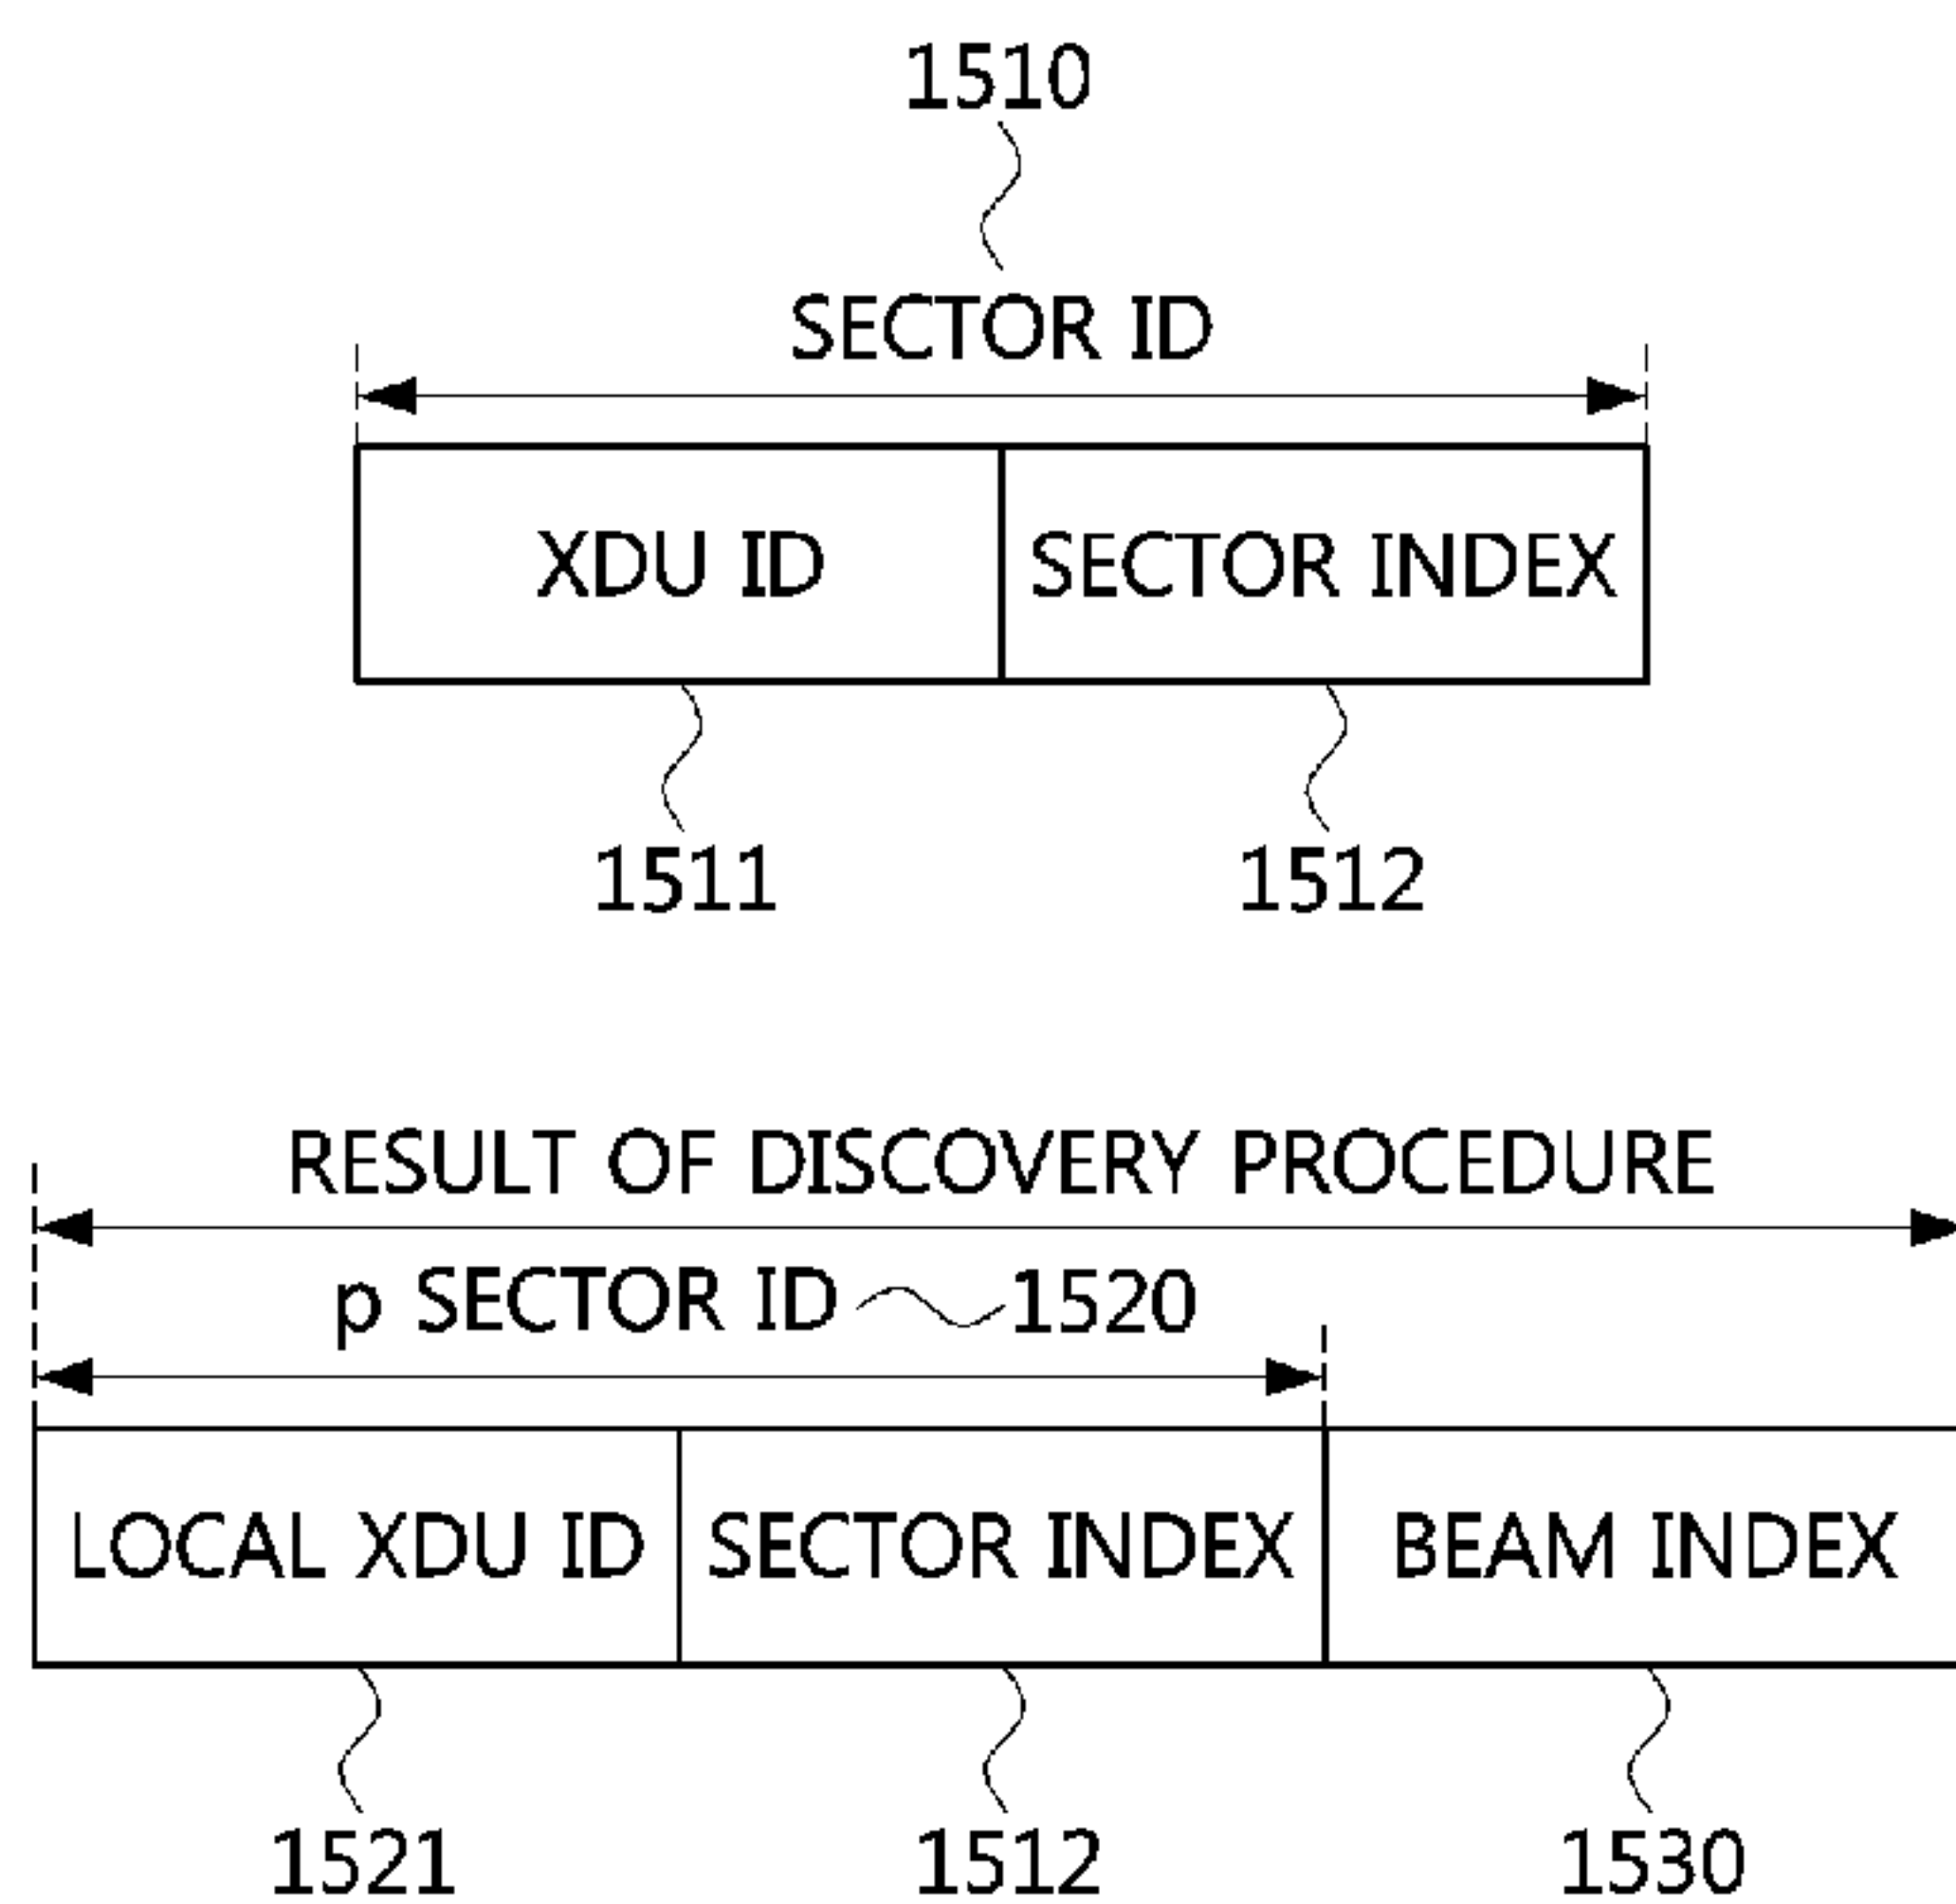 1510
SECTOR ID
XDU ID SECTOR INDEX
1511 1512
RESULT OF DISCOVERY PROCEDURE
p SECTOR ID 1520
LOCAL XDU ID SECTOR INDEX BEAM INDEX
1521 1512 1530